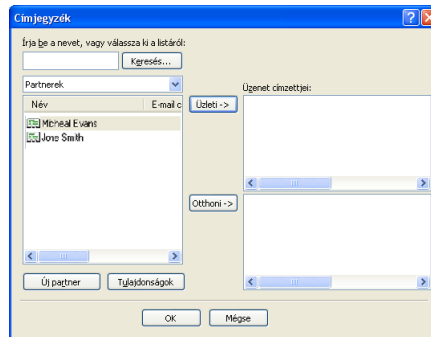 Címjegyzék
Írja be a nevet, vagy válassza ki a listáról:
Keresés...
Partnerek
Üzenet címzettjei:
Név E-mail c
Üzleti ->
Micheal Evans
Jons Smith
Otthoni ->
Új partner Tulajdonságok
OK Mégse